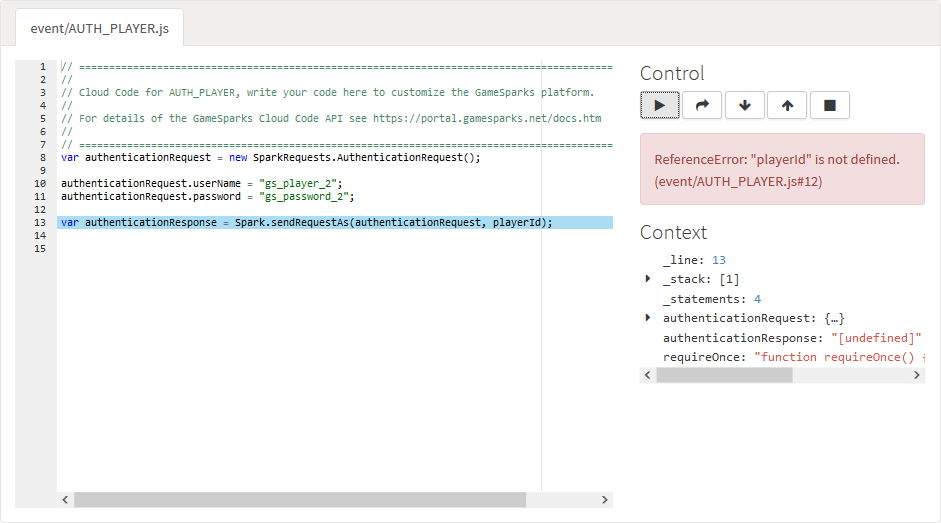 event/AUTH_PLAYER.js
1 // =========================================================================================
2 //
3 // Cloud Code for AUTH_PLAYER, write your code here to customize the GameSparks platform.
4 //
5 // For details of the GameSparks Cloud Code API see https://portal.gamesparks.net/docs.htm
6 //
7 // =========================================================================================
8 var authenticationRequest = new SparkRequests.AuthenticationRequest();
9
10 authenticationRequest.userName = "gs_player_2";
11 authenticationRequest.password = "gs_password_2";
12
13 var authenticationResponse = Spark.sendRequestAs(authenticationRequest, playerId);
14
15
Control
ReferenceError: "playerId" is not defined.
(event/AUTH_PLAYER.js#12)
Context
_line: 13
_stack: [1]
_statements: 4
authenticationRequest: {…}
authenticationResponse: "[undefined]"
requireOnce: "function requireOnce() {